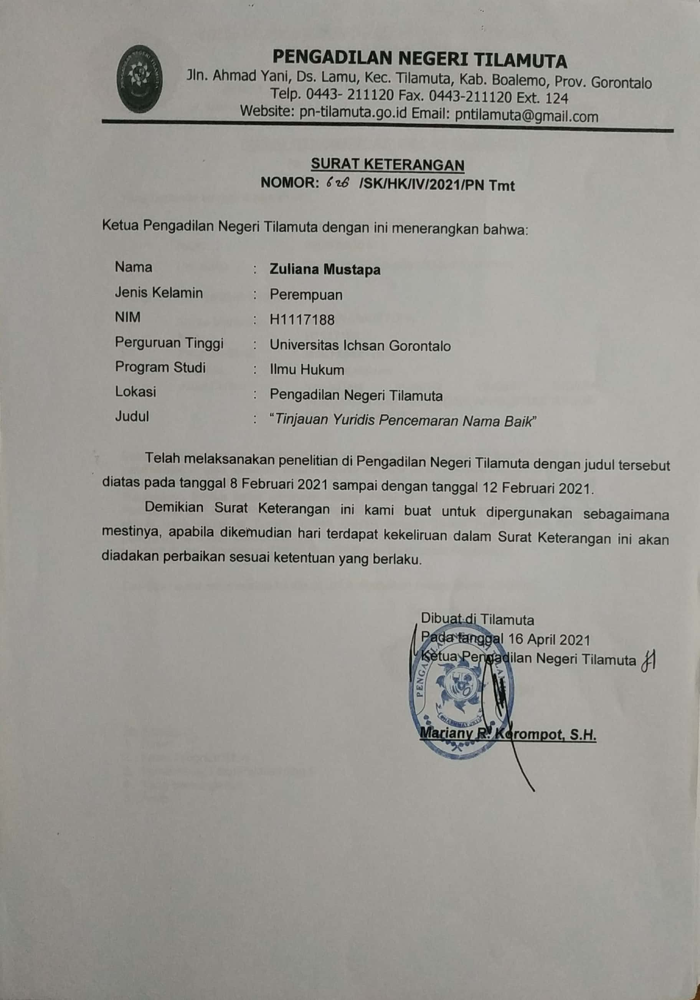 PENGADILAN NEGERI TILAMUTA
Jln. Ahmad Yani, Ds. Lamu, Kec. Tilamuta, Kab. Boalemo, Prov. Gorontalo
Telp. 0443- 211120 Fax. 0443-211120 Ext. 124
Website: pn-tilamuta.go.id Email: pntilamuta@gmail.com
SURAT KETERANGAN
NOMOR: 626 /SK/HK/IV/2021/PN Tmt
Ketua Pengadilan Negeri Tilamuta dengan ini menerangkan bahwa:
Nama : Zuliana Mustapa
Jenis Kelamin : Perempuan
NIM : H1117188
Perguruan Tinggi : Universitas Ichsan Gorontalo
Program Studi : Ilmu Hukum
Lokasi : Pengadilan Negeri Tilamuta
Judul : “Tinjauan Yuridis Pencemaran Nama Baik”
Telah melaksanakan penelitian di Pengadilan Negeri Tilamuta dengan judul tersebut
diatas pada tanggal 8 Februari 2021 sampai dengan tanggal 12 Februari 2021.
Demikian Surat Keterangan ini kami buat untuk dipergunakan sebagaimana
mestinya, apabila dikemudian hari terdapat kekeliruan dalam Surat Keterangan ini akan
diadakan perbaikan sesuai ketentuan yang berlaku.
Dibuat di Tilamuta
Pada tanggal 16 April 2021
Ketua Pengadilan Negeri Tilamuta
PENGADILAN NEGERI TILAMUTA
Mariany R. Korompot, S.H.